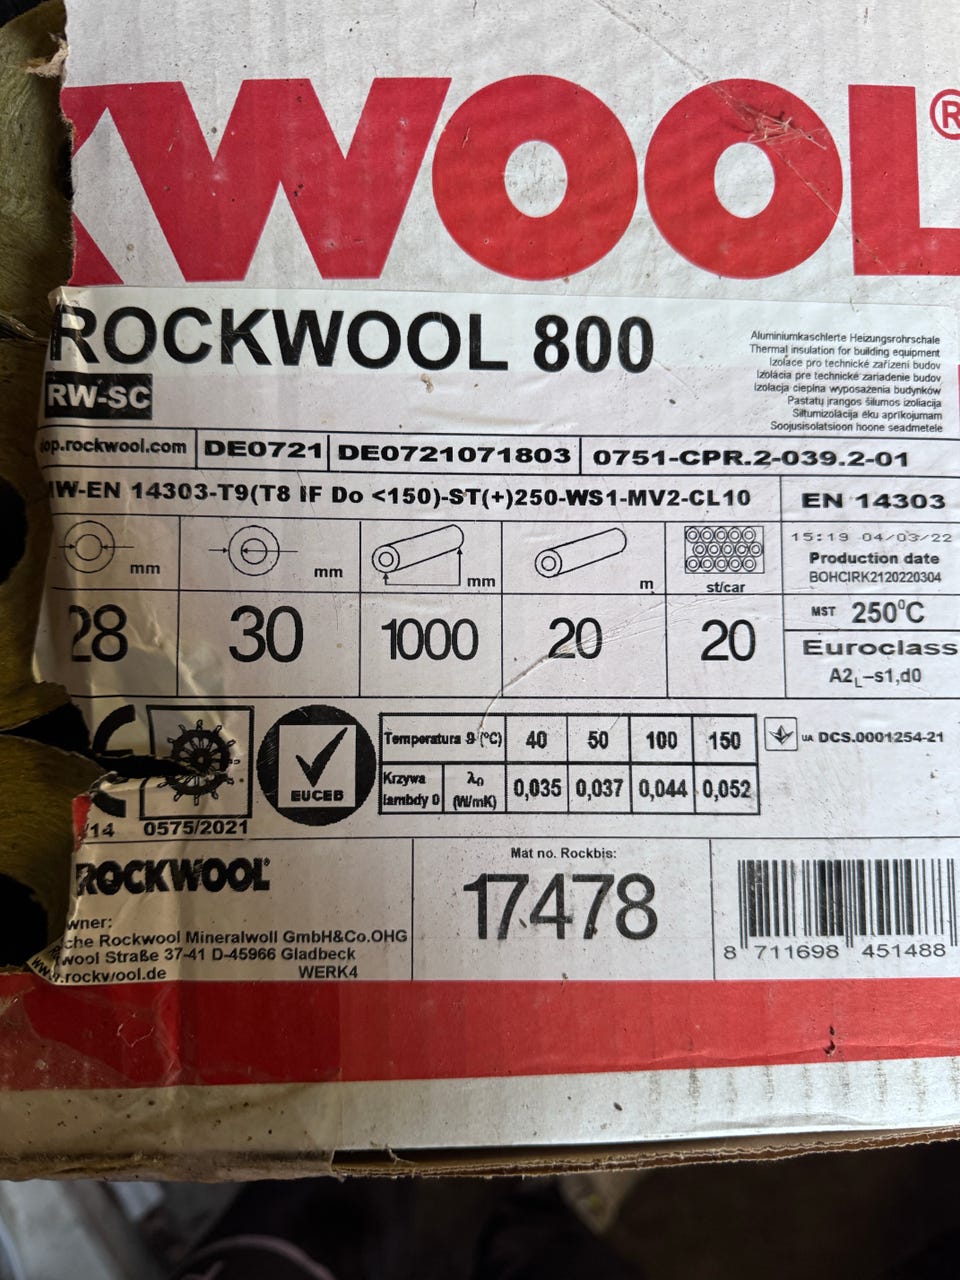 KWOOL®
ROCKWOOL 800
RW-SC
Aluminiumkaschlerte Heizungsrohrschale
Thermal insulation for building equipment
Izolace pro technické zařízení budov
Izolácia pre technické zariadenie budov
Izolacja cieplna wyposażenia budynków
Pastatų įrangos šilumos izoliacija
Siltumizolācija ēku aprīkojumam
Soojusisolatsioon hoone seadmetele
op.rockwool.com DE0721 DE0721071803 0751-CPR.2-039.2-01
MW-EN 14303-T9(T8 IF Do <150)-ST(+)250-WS1-MV2-CL10 EN 14303
mm mm mm m st/car
15:19 04/03/22
Production date
BOHCIRK2120220304
28 30 1000 20 20
MST 250°C
Euroclass
A2L-s1,d0
CE
/14
0575/2021
EUCEB
Temperatura ϑ (°C) 40 50 100 150
Krzywa lambdy D λD (W/mK) 0,035 0,037 0,044 0,052
UA DCS.0001254-21
ROCKWOOL®
wner:
che Rockwool Mineralwoll GmbH&Co.OHG
wool Straße 37-41 D-45966 Gladbeck
www.rockwool.de WERK4
Mat no. Rockbis:
17478
8 711698 451488